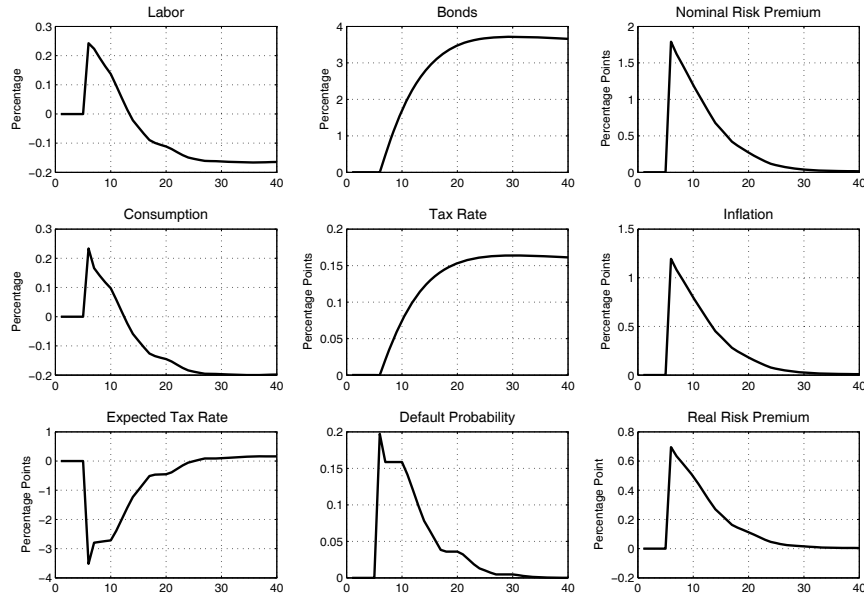 Labor
Percentage
0.3
0.2
0.1
0
−0.1
−0.2
0 10 20 30 40
Bonds
Percentage
4
3
2
1
0
0 10 20 30 40
Nominal Risk Premium
Percentage Points
2
1.5
1
0.5
0
0 10 20 30 40
Consumption
Percentage
0.3
0.2
0.1
0
−0.1
−0.2
0 10 20 30 40
Tax Rate
Percentage Points
0.2
0.15
0.1
0.05
0
0 10 20 30 40
Inflation
Percentage Points
1.5
1
0.5
0
0 10 20 30 40
Expected Tax Rate
Percentage Points
1
0
−1
−2
−3
−4
0 10 20 30 40
Default Probability
0.2
0.15
0.1
0.05
0
0 10 20 30 40
Real Risk Premium
Percentage Point
0.8
0.6
0.4
0.2
0
−0.2
0 10 20 30 40